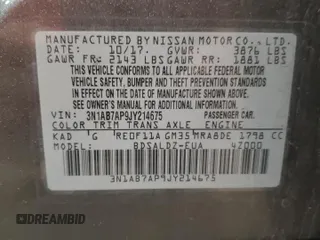 MANUFACTURED BY NISSAN MOTOR CO., LTD.
DATE: 10/17. GVWR: 3876 LBS
GAWR FR: 2143 LBS GAWR RR: 1881 LBS
THIS VEHICLE CONFORMS TO ALL APPLICABLE FEDERAL MOTOR
VEHICLE SAFETY, BUMPER AND THEFT PREVENTION STANDARDS
IN EFFECT ON THE DATE OF MANUFACTURE SHOWN ABOVE.
SEE OWNER'S MANUAL FOR ADDITIONAL INFORMATION
VIN: 3N1AB7AP9JY214675 PASSENGER CAR.
COLOR TRIM TRANS AXLE ENGINE
KAD G RE0F11A GM35 MRA8DE 1798 CC
MODEL: BDSALDZ-EUA 4Z000
3N1AB7AP9JY214675
DREAMBID